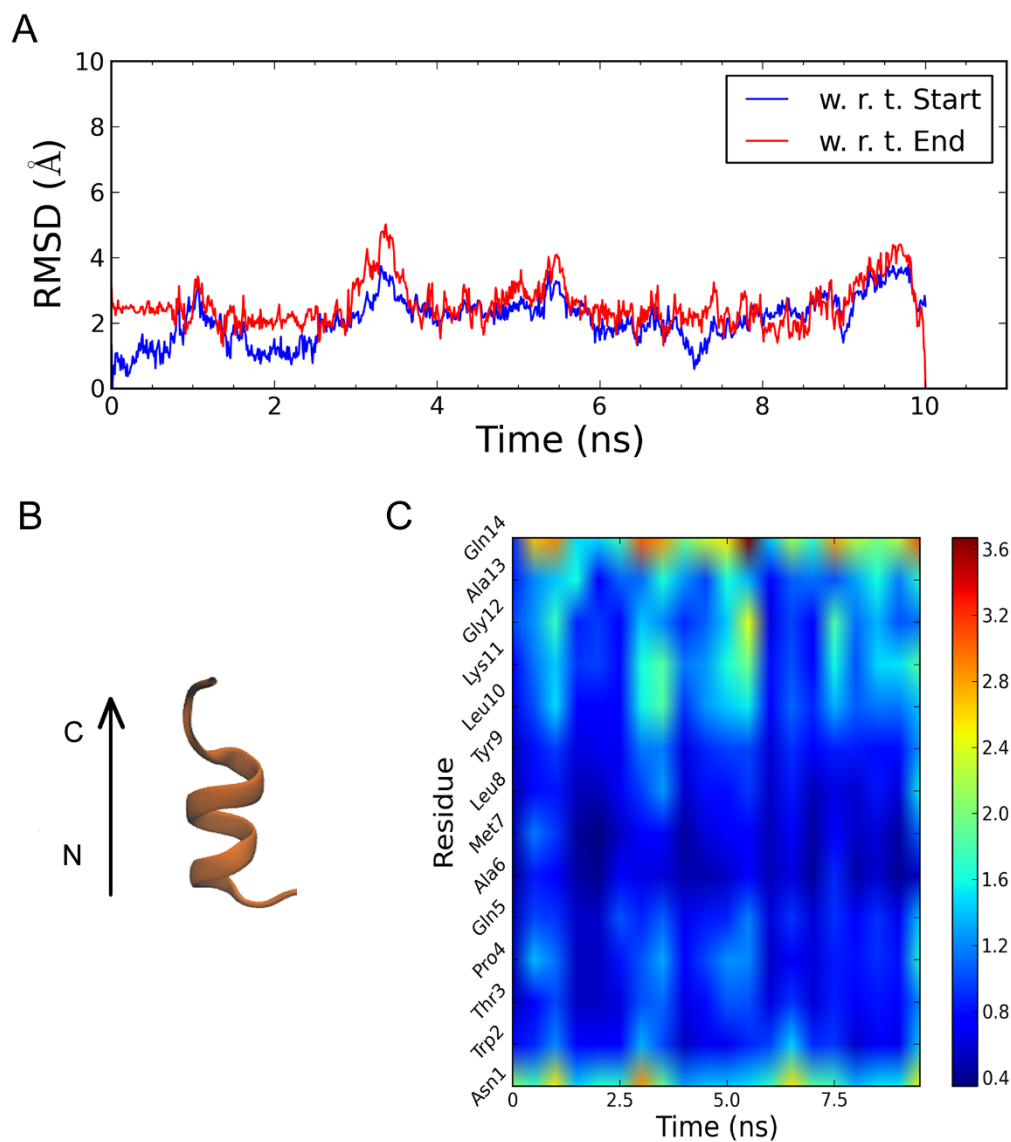 A
RMSD (Å)
10
8
6
4
2
0
w. r. t. Start
w. r. t. End
0 2 4 6 8 10
Time (ns)
B
C
N
C
Residue
Gln14
Ala13
Gly12
Lys11
Leu10
Tyr9
Leu8
Met7
Ala6
Gln5
Pro4
Thr3
Trp2
Asn1
0 2.5 5.0 7.5
Time (ns)
3.6
3.2
2.8
2.4
2.0
1.6
1.2
0.8
0.4